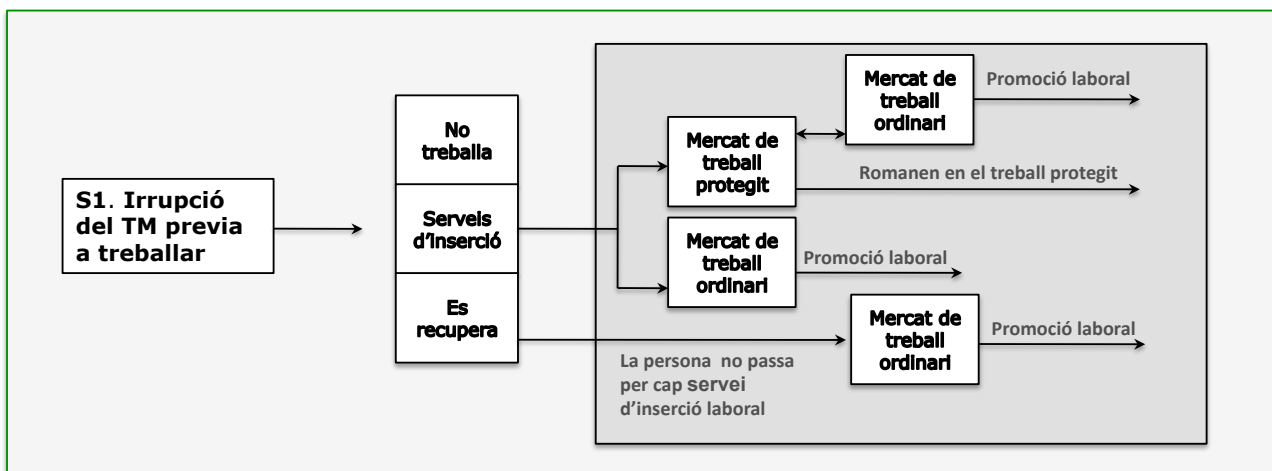 S1. Irrupció
del TM previa
a treballar
No
treballa
Serveis
d’inserció
Es
recupera
Mercat de
treball
protegit
Mercat de
treball
ordinari
Promoció laboral
Romanen en el treball protegit
Mercat de
treball
ordinari
Promoció laboral
La persona no passa
per cap servei
d’inserció laboral
Mercat de
treball
ordinari
Promoció laboral